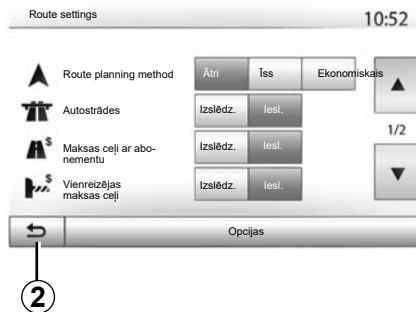 Route settings
10:52
Route planning method
Ātri
Īss
Ekonomiskais
Autostrādes
Izslēdz.
Iesl.
1/2
Maksas ceļi ar abo-
nementu
Izslēdz.
Iesl.
Vienreizējas
maksas ceļi
Izslēdz.
Iesl.
Opcijas
2